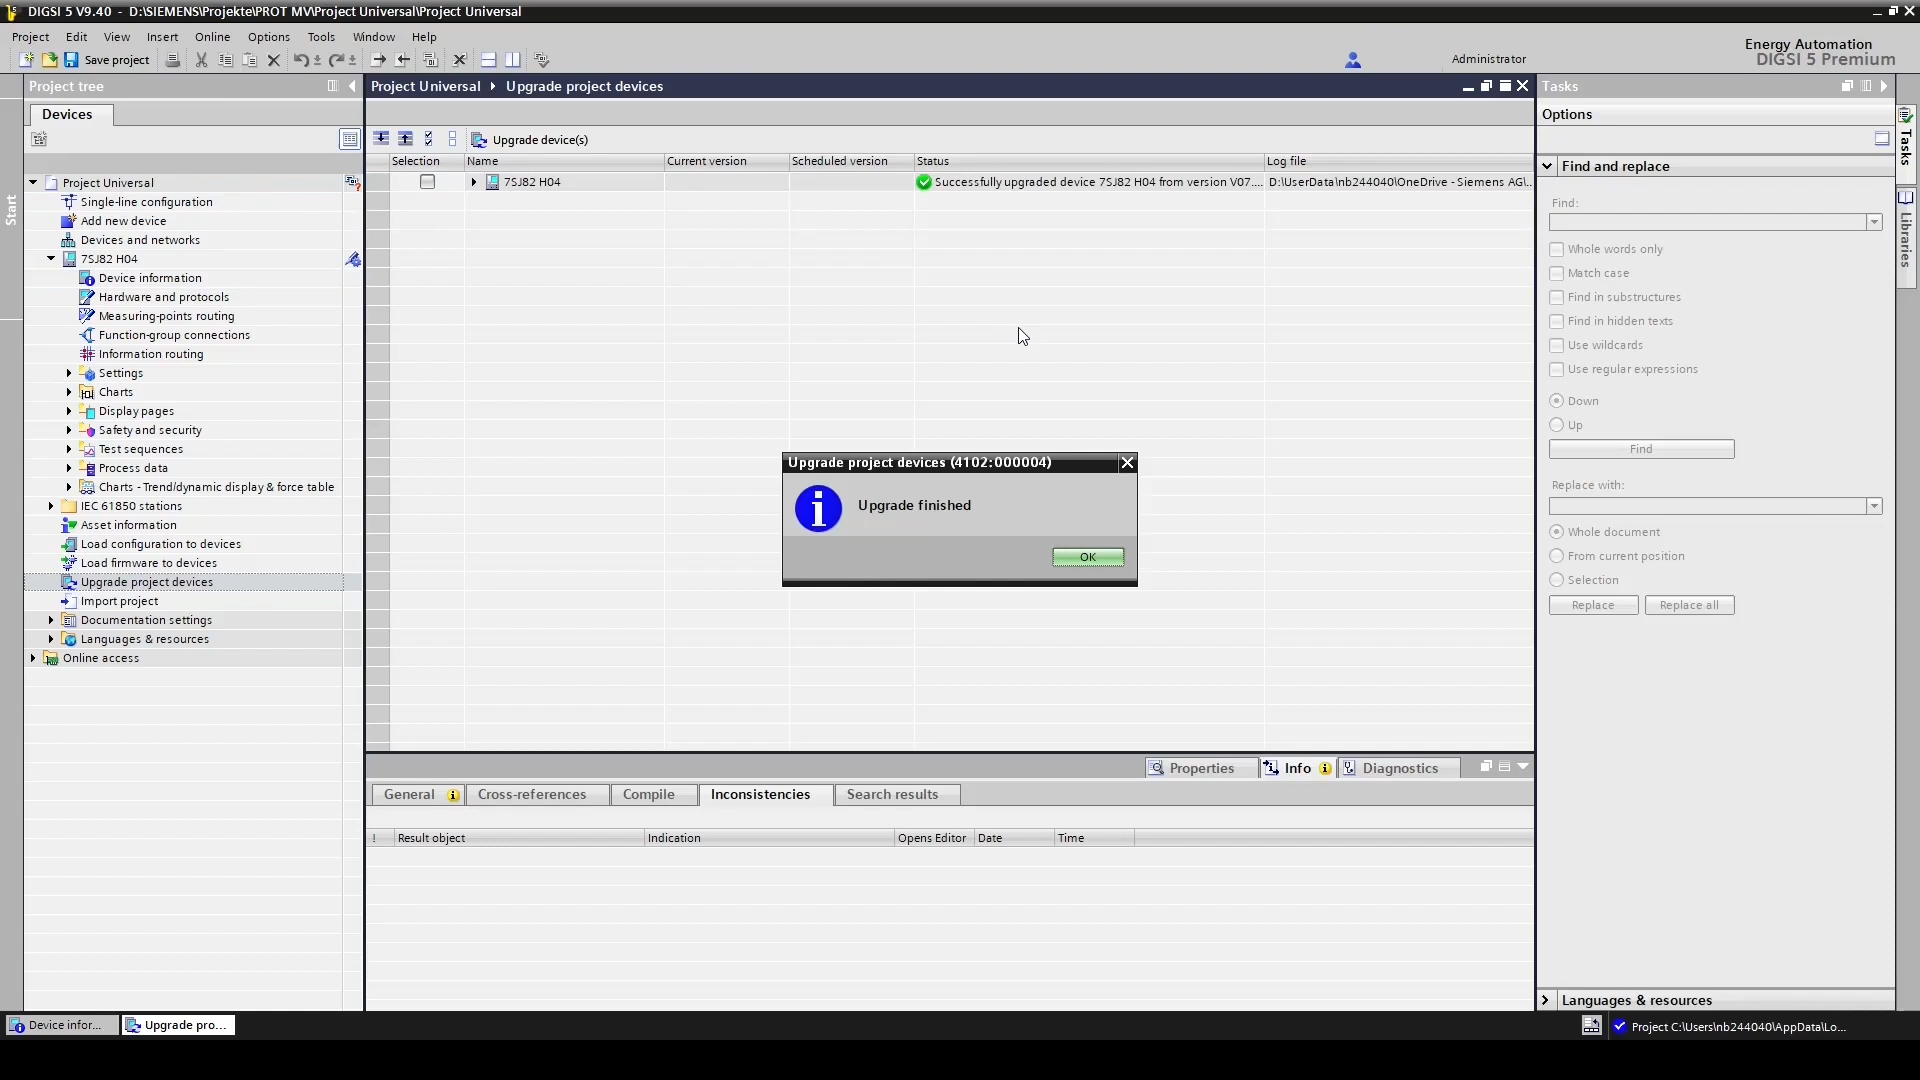 DIGSI 5 V9.40 - D:\SIEMENS\Projekte\PROT MV\Project Universal\Project Universal
Project Edit View Insert Online Options Tools Window Help
Save project
Administrator
Energy Automation
DIGSI 5 Premium
Start
Project tree
Devices
Project Universal
Single-line configuration
Add new device
Devices and networks
7SJ82 H04
Device information
Hardware and protocols
Measuring-points routing
Function-group connections
Information routing
Settings
Charts
Display pages
Safety and security
Test sequences
Process data
Charts - Trend/dynamic display & force table
IEC 61850 stations
Asset information
Load configuration to devices
Load firmware to devices
Upgrade project devices
Import project
Documentation settings
Languages & resources
Online access
Project Universal Upgrade project devices
Upgrade device(s)
Selection Name Current version Scheduled version Status Log file
7SJ82 H04 Successfully upgraded device 7SJ82 H04 from version V07.... D:\UserData\nb244040\OneDrive - Siemens AG\...
Upgrade project devices (4102:000004)
Upgrade finished
OK
Properties Info Diagnostics
General Cross-references Compile Inconsistencies Search results
! Result object Indication Opens Editor Date Time
Tasks
Options
Find and replace
Find:
Whole words only
Match case
Find in substructures
Find in hidden texts
Use wildcards
Use regular expressions
Down
Up
Find
Replace with:
Whole document
From current position
Selection
Replace Replace all
Languages & resources
Tasks
Libraries
Device infor... Upgrade pro...
Project C:\Users\nb244040\AppData\Lo...